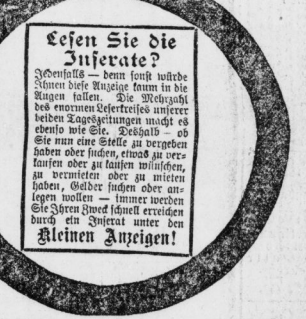 Lesen Sie die
Inserate?
Jedenfalls — denn sonst würde
Ihnen diese Anzeige kaum in die
Augen fallen. Die Mehrzahl
des enormen Leserkreises unserer
beiden Tageszeitungen macht es
ebenso wie Sie. Deshalb - ob
Sie nun eine Stelle zu vergeben
haben oder suchen, etwas zu ver-
kaufen oder zu kaufen wünschen,
zu vermieten oder zu mieten
haben, Gelder suchen oder an-
legen wollen — immer werden
Sie Ihren Zweck schnell erreichen
durch ein Inserat unter den
Kleinen Anzeigen!